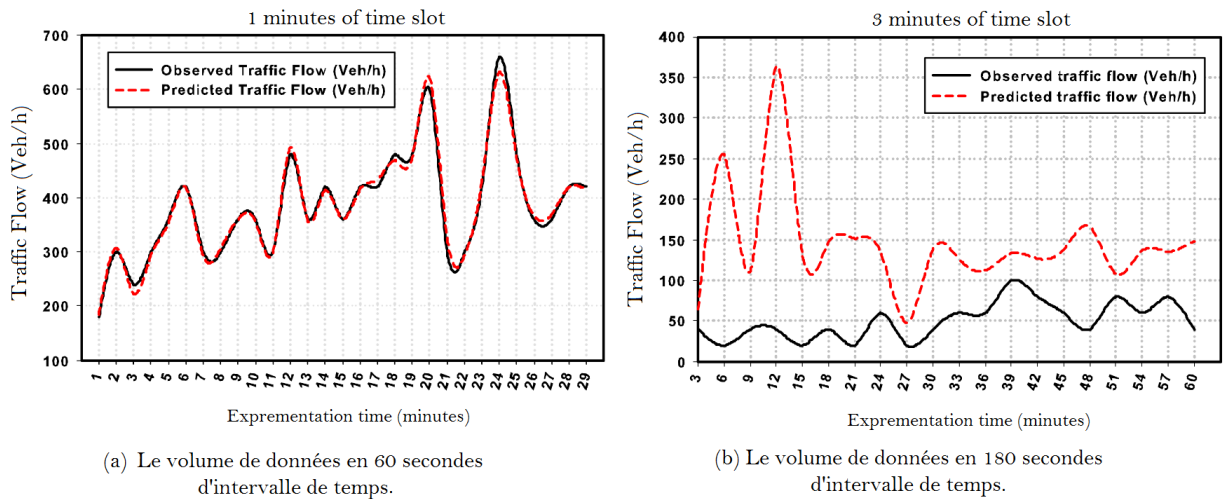 1 minutes of time slot
700
600
500
400
300
200
100
Traffic Flow (Veh/h)
Observed Traffic Flow (Veh/h)
Predicted Traffic Flow (Veh/h)
1 2 3 4 5 6 7 8 9 10 11 12 13 14 15 16 17 18 19 20 21 22 23 24 25 26 27 28 29
Exprementation time (minutes)
(a) Le volume de données en 60 secondes
d'intervalle de temps.
3 minutes of time slot
400
350
300
250
200
150
100
50
0
Traffic Flow (Veh/h)
Observed traffic flow (Veh/h)
Predicted traffic flow (Veh/h)
3 6 9 12 15 18 21 24 27 30 33 36 39 42 45 48 51 54 57 60
Exprementation time (minutes)
(b) Le volume de données en 180 secondes
d'intervalle de temps.